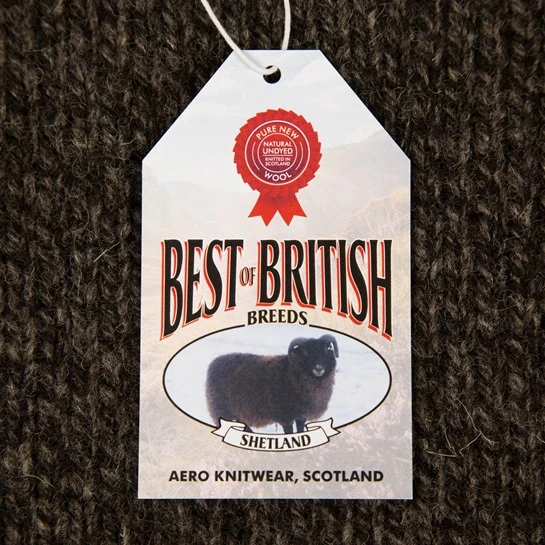 PURE NEW
NATURAL
UNDYED
KNITTED IN
SCOTLAND
WOOL
BEST OF BRITISH
BREEDS
SHETLAND
AERO KNITWEAR, SCOTLAND